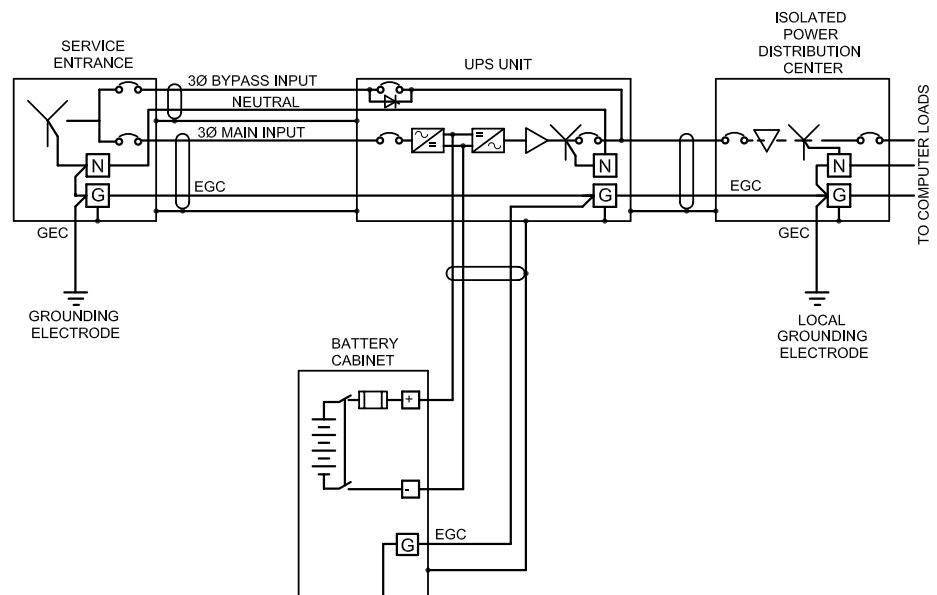 SERVICE
ENTRANCE
3Ø BYPASS INPUT
NEUTRAL
3Ø MAIN INPUT
N
G
EGC
GEC
GROUNDING
ELECTRODE
UPS UNIT
N
G
ISOLATED
POWER
DISTRIBUTION
CENTER
EGC
N
G
GEC
LOCAL
GROUNDING
ELECTRODE
TO COMPUTER LOADS
BATTERY
CABINET
+
-
G
EGC